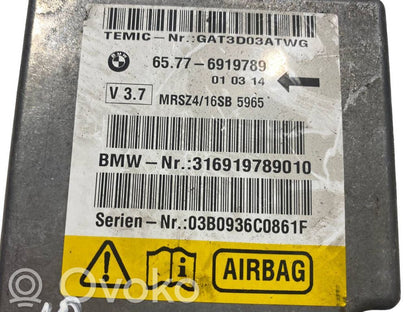 TEMIC-Nr.:GAT3D03ATWG
65.77-6919789
01 03 14
V 3.7
MRSZ4/16SB 5965
BMW-Nr.:316919789010
Serien-Nr.:03B0936C0861F
AIRBAG
Ovoko